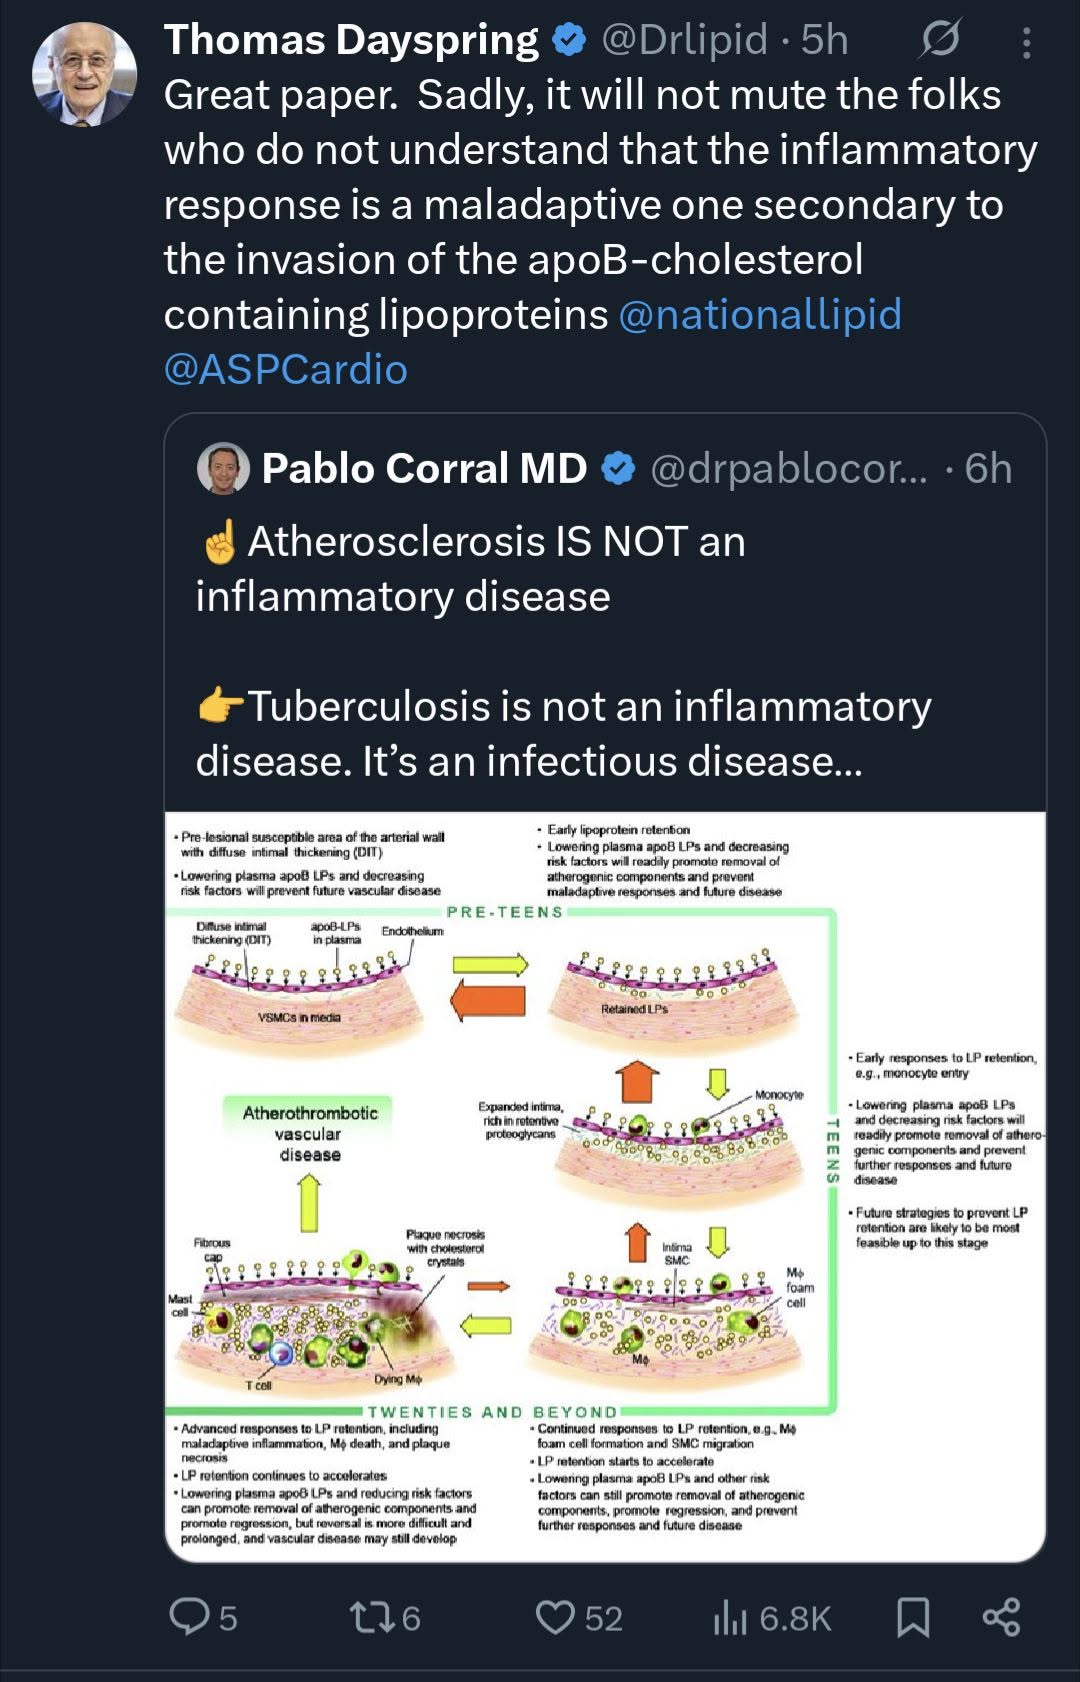 Thomas Dayspring @Drlipid · 5h
Great paper. Sadly, it will not mute the folks
who do not understand that the inflammatory
response is a maladaptive one secondary to
the invasion of the apoB-cholesterol
containing lipoproteins @nationallipid
@ASPCardio
Pablo Corral MD @drpablocor... · 6h
☝️Atherosclerosis IS NOT an
inflammatory disease
👉Tuberculosis is not an inflammatory
disease. It’s an infectious disease...
• Pre-lesional susceptible area of the arterial wall
with diffuse intimal thickening (DIT)
• Lowering plasma apoB LPs and decreasing
risk factors will prevent future vascular disease
• Early lipoprotein retention
• Lowering plasma apoB LPs and decreasing
risk factors will readily promote removal of
atherogenic components and prevent
maladaptive responses and future disease
PRE-TEENS
Diffuse intimal
thickening (DIT)
apoB-LPs
in plasma
Endothelium
VSMCs in media
Retained LPs
• Early responses to LP retention,
e.g., monocyte entry
• Lowering plasma apoB LPs
and decreasing risk factors will
readily promote removal of athero-
genic components and prevent
further responses and future
disease
• Future strategies to prevent LP
retention are likely to be most
feasible up to this stage
TEENS
Monocyte
Expanded intima,
rich in retentive
proteoglycans
Atherothrombotic
vascular
disease
Fibrous
cap
Plaque necrosis
with cholesterol
crystals
Mast
cell
T cell
Dying Mϕ
Intima
SMC
Mϕ
foam
cell
Mϕ
TWENTIES AND BEYOND
• Advanced responses to LP retention, including
maladaptive inflammation, Mϕ death, and plaque
necrosis
• LP retention continues to accelerates
• Lowering plasma apoB LPs and reducing risk factors
can promote removal of atherogenic components and
promote regression, but reversal is more difficult and
prolonged, and vascular disease may still develop
• Continued responses to LP retention, e.g., Mϕ
foam cell formation and SMC migration
• LP retention starts to accelerate
• Lowering plasma apoB LPs and other risk
factors can still promote removal of atherogenic
components, promote regression, and prevent
further responses and future disease
5 6 52 6.8K